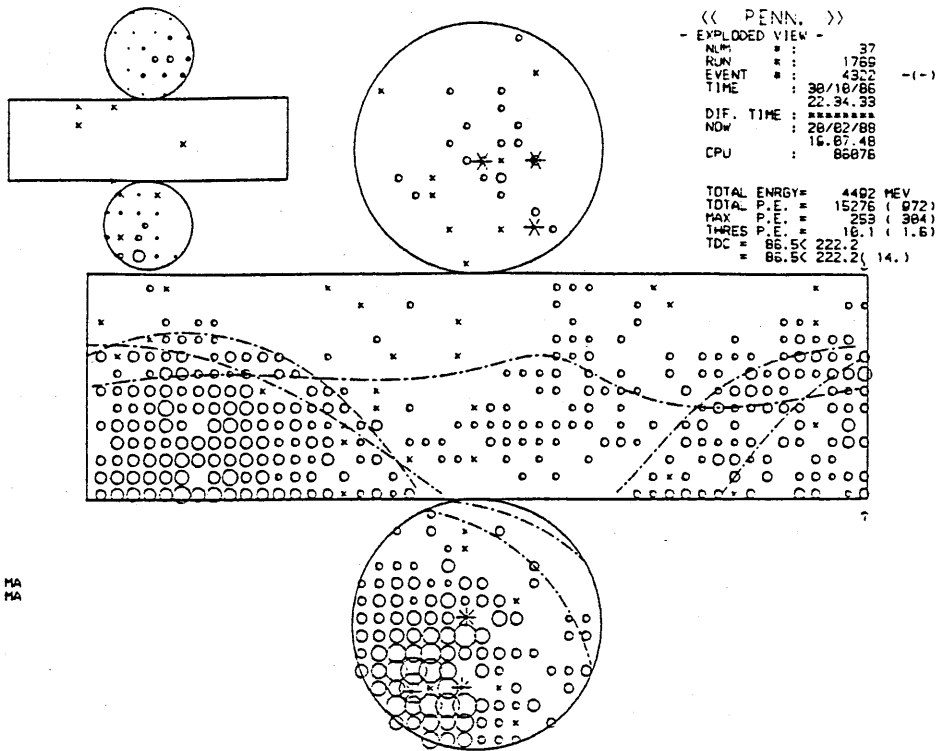 << PENN. >>
- EXPLODED VIEW -
NUM # : 37
RUN # : 1769
EVENT # : 4322 -(-)
TIME : 30/10/86
22.34.33
DIF. TIME : ********
NOW : 20/02/88
16.07.48
CPU : 86076
TOTAL ENRGY= 4492 MEV
TOTAL P.E. = 15276 ( 972)
MAX P.E. = 253 ( 304)
THRES P.E. = 10.1 ( 1.6)
TDC = 86.5< 222.2
= 86.5< 222.2( 14.)
MA
MA